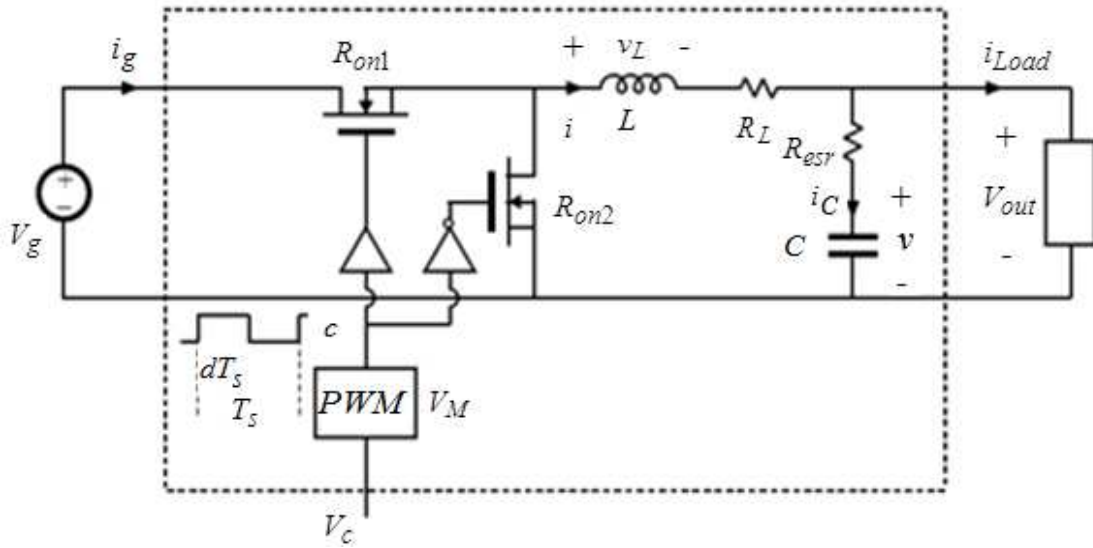 i_g
R_on1
+ v_L -
i_Load
i
L
R_L
R_esr
+
V_g
+
−
R_on2
i_C
+
C
v
-
V_out
-
c
dT_s
T_s
PWM
V_M
V_c